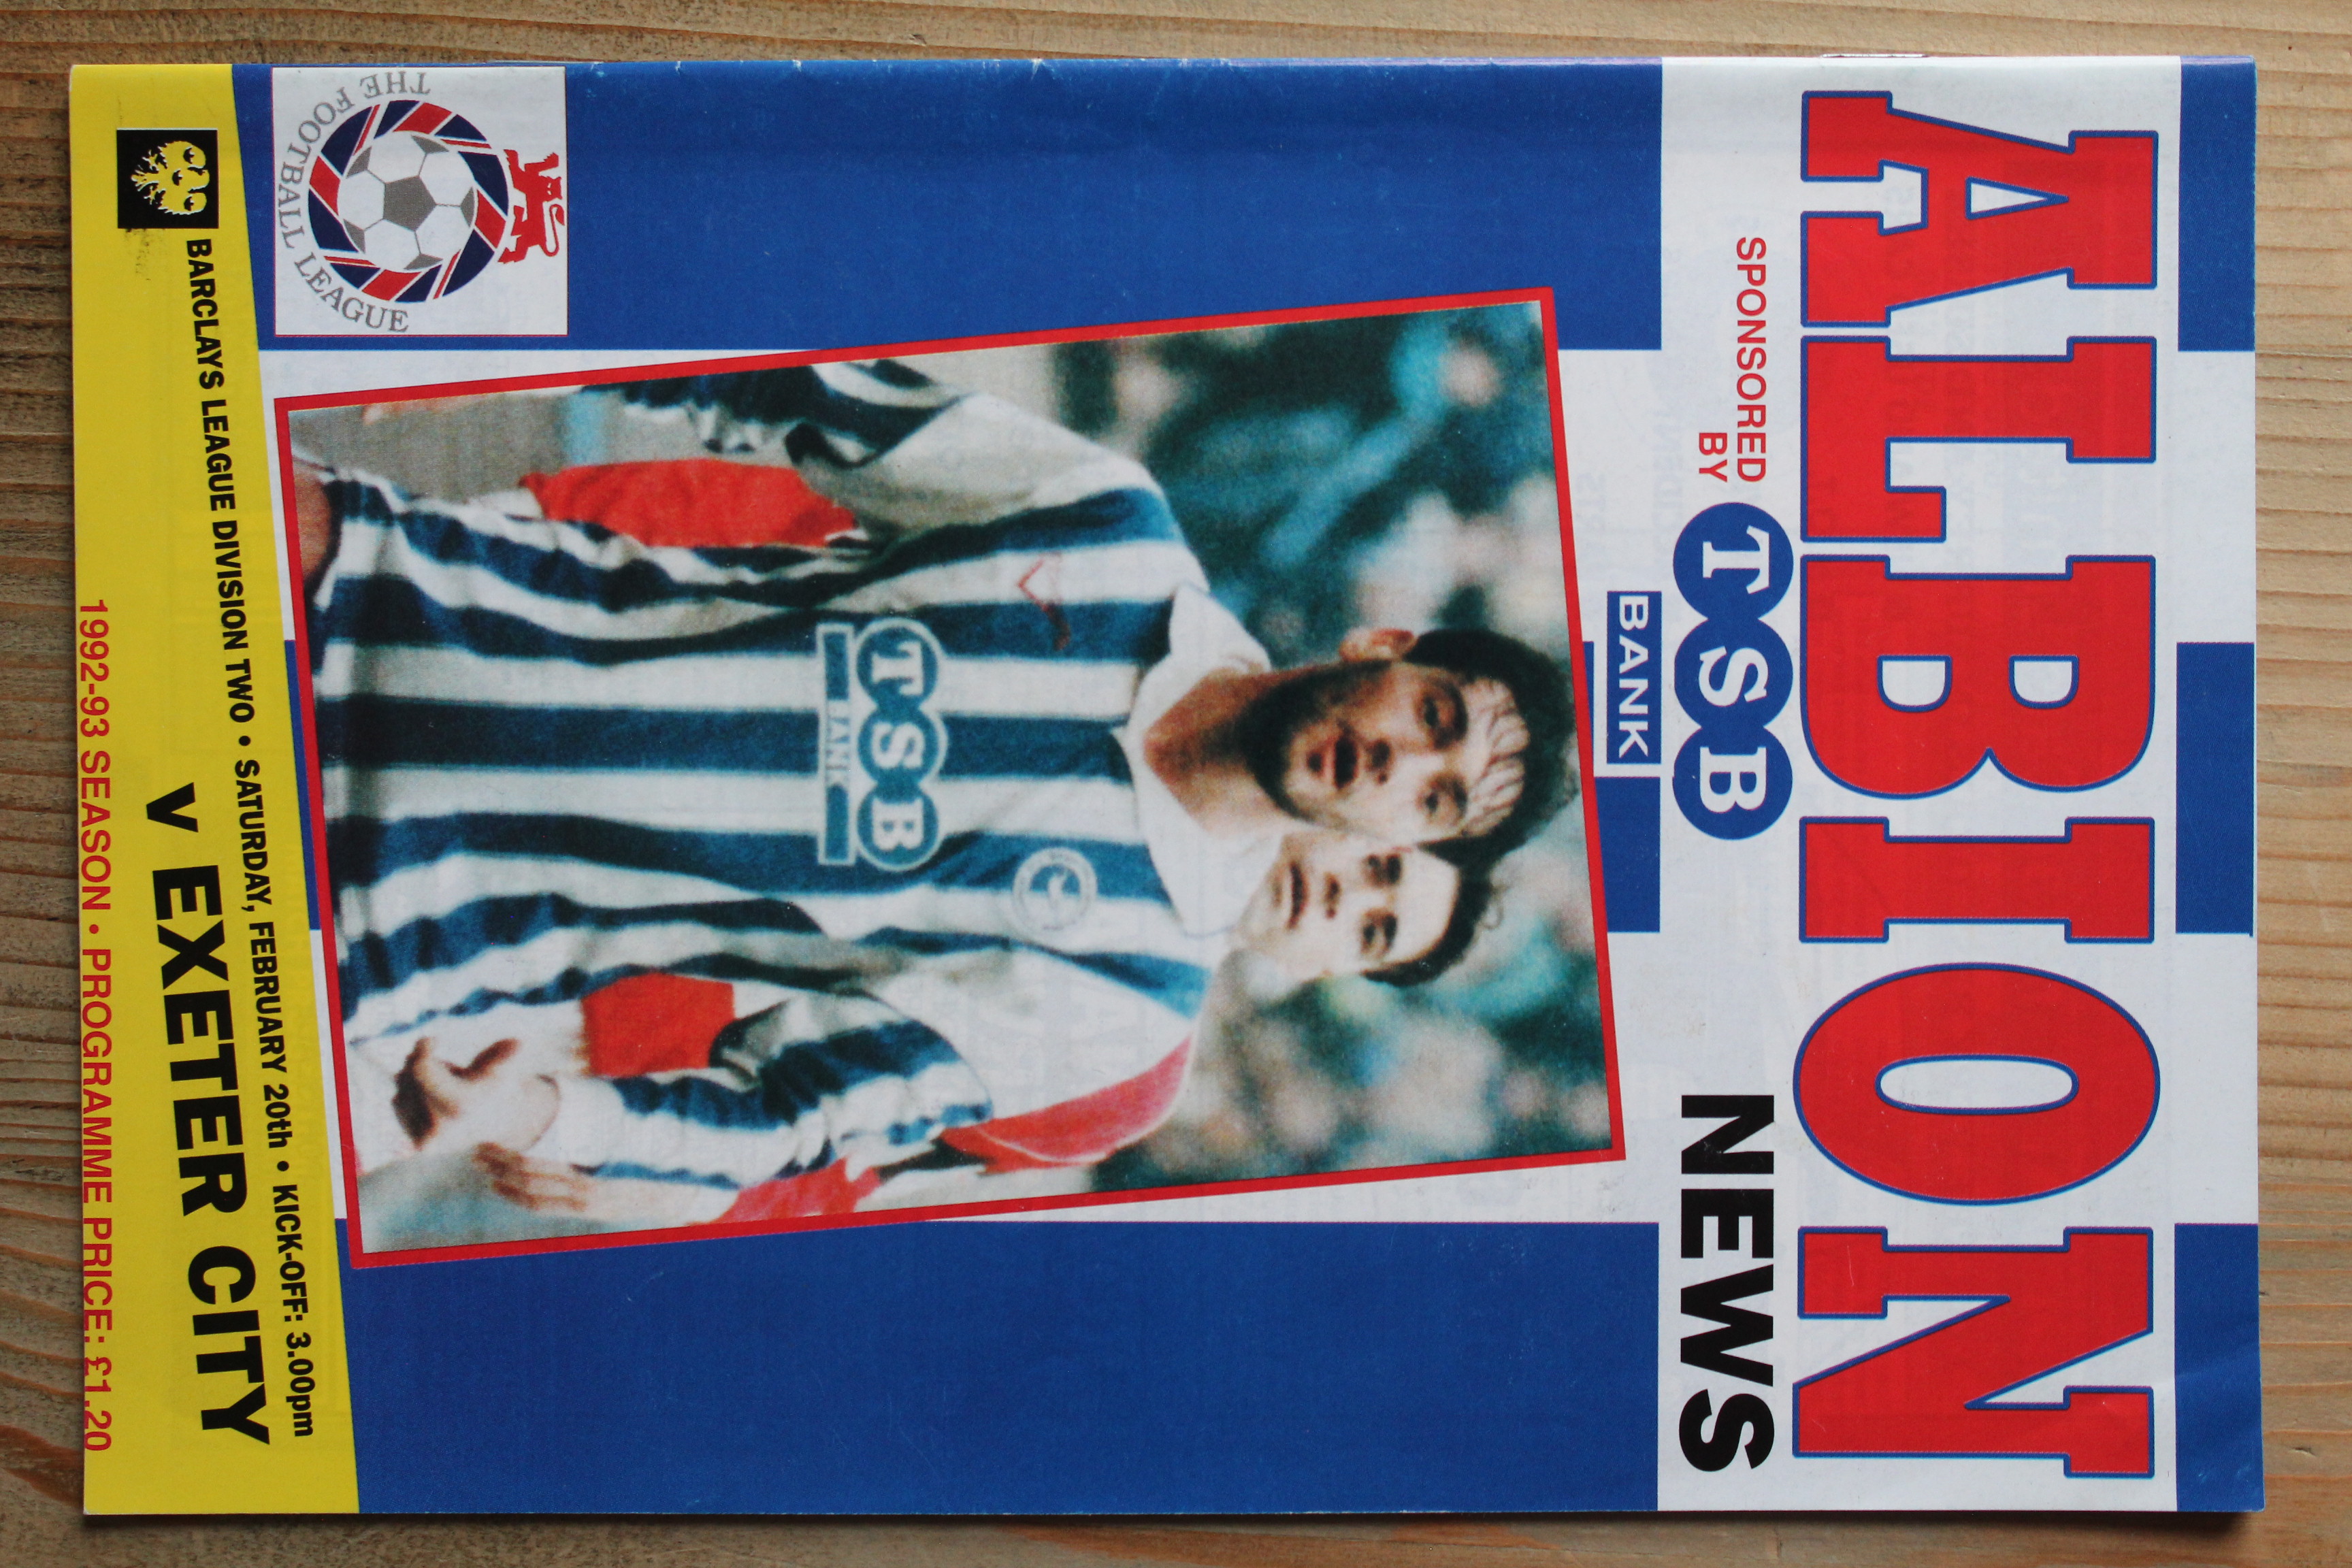 ALBION
SPONSORED
BY
TSB
BANK
NEWS
TSB
BANK
THE FOOTBALL LEAGUE
BARCLAYS LEAGUE DIVISION TWO • SATURDAY, FEBRUARY 20th • KICK-OFF: 3.00pm
v EXETER CITY
1992-93 SEASON • PROGRAMME PRICE: £1.20